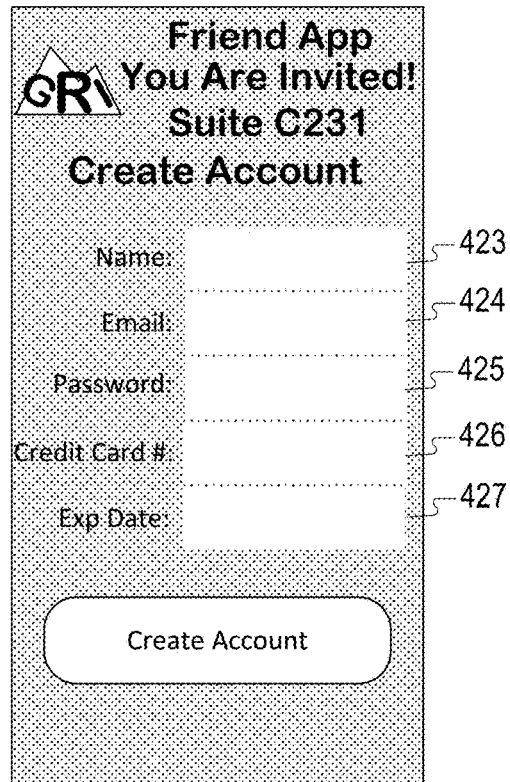 Friend App
GRI You Are Invited!
Suite C231
Create Account
Name: 423
Email: 424
Password: 425
Credit Card #: 426
Exp Date: 427
Create Account